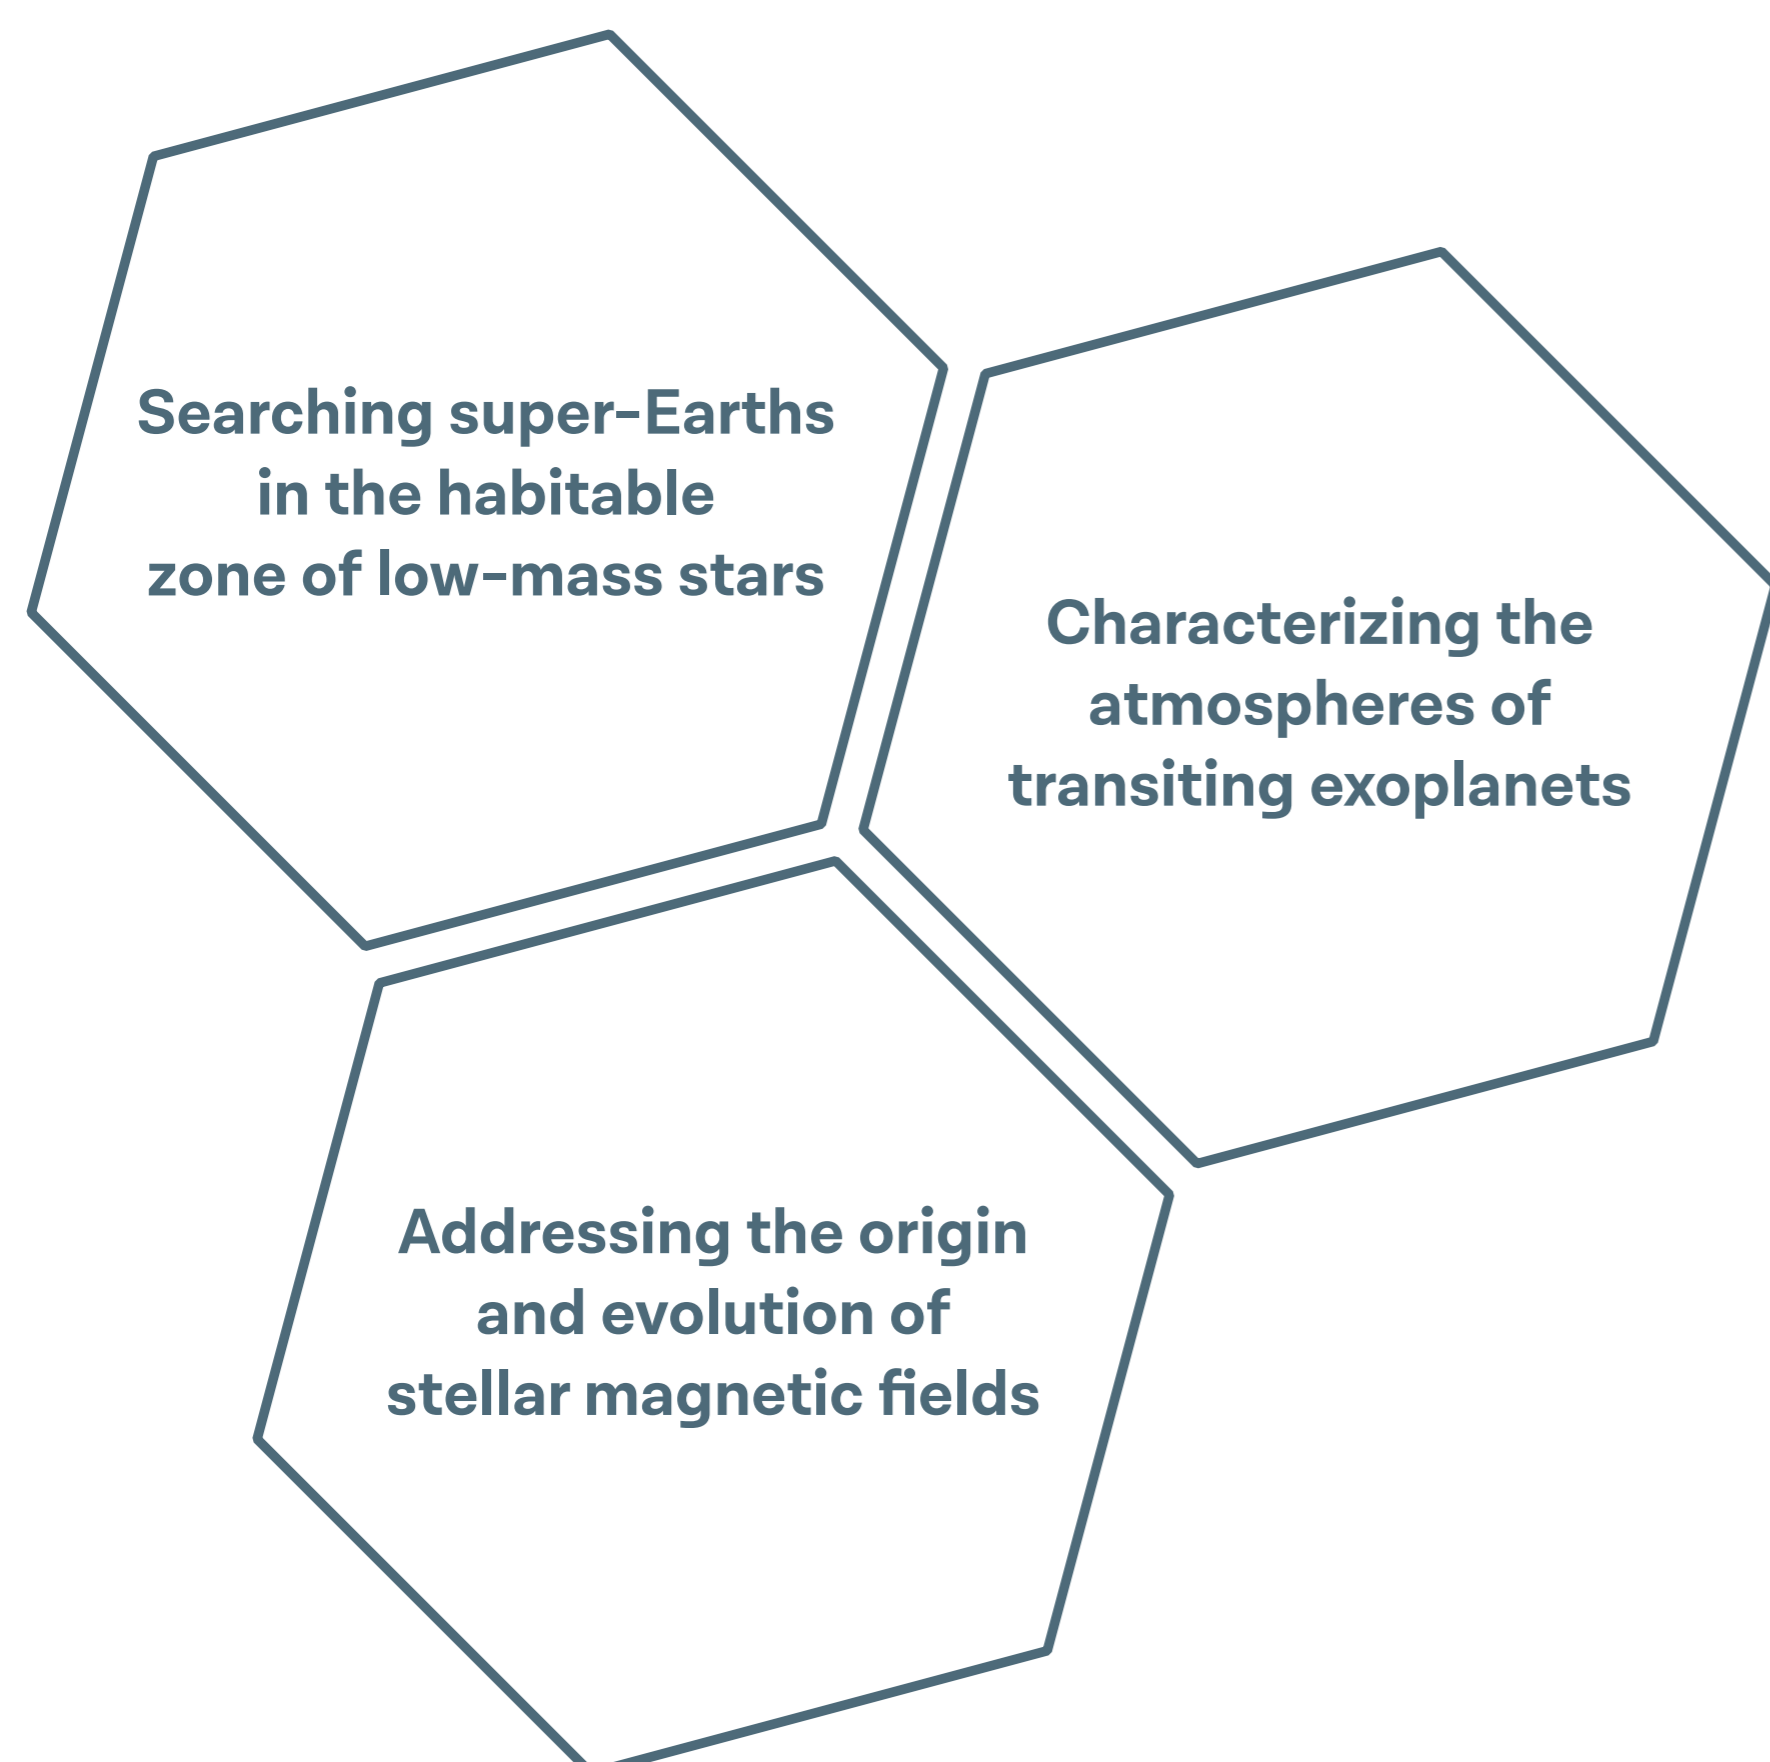 Searching super-Earths
in the habitable
zone of low-mass stars
Characterizing the
atmospheres of
transiting exoplanets
Addressing the origin
and evolution of
stellar magnetic fields